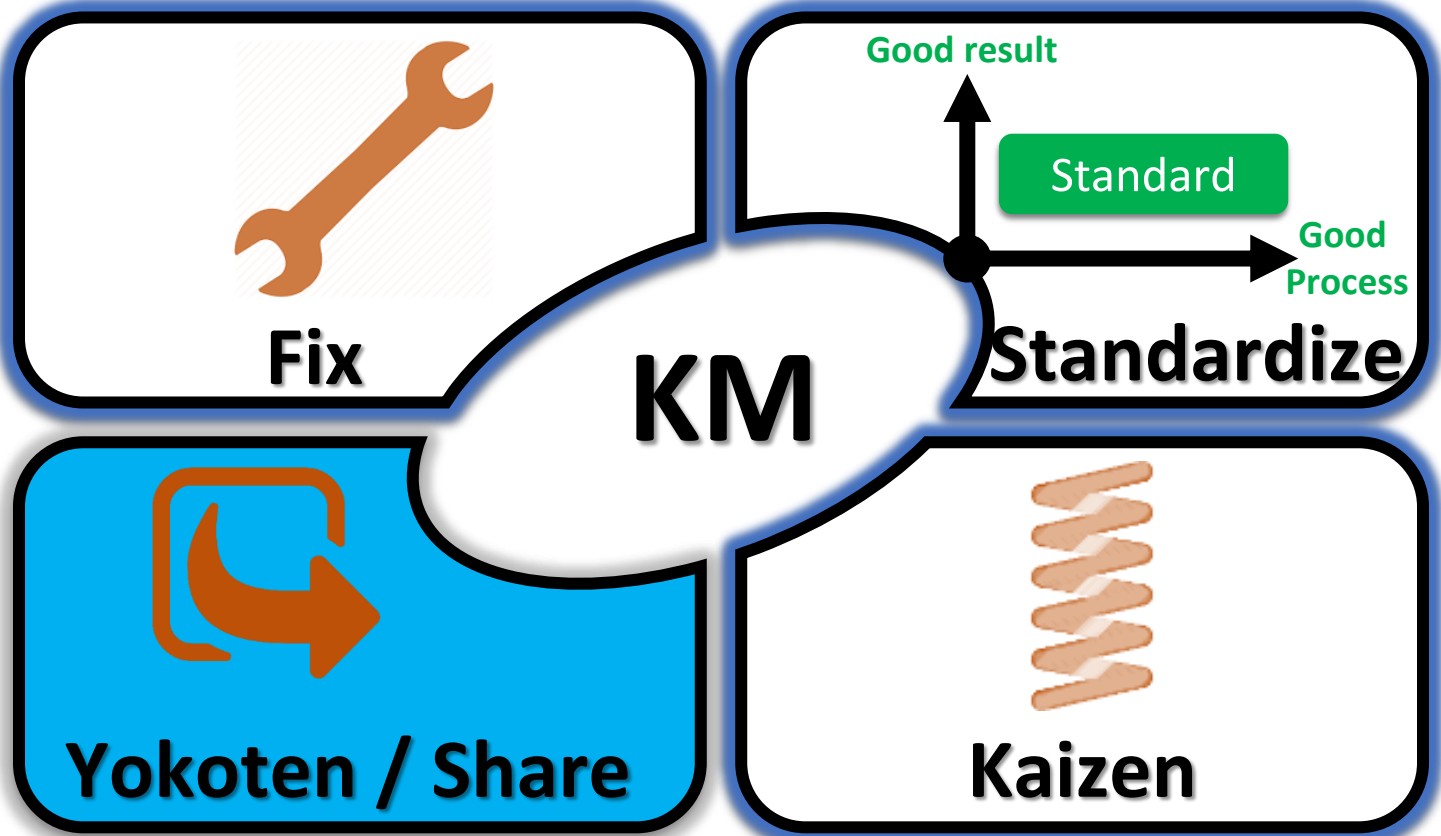 Fix
Good result
Standard
Good
Process
Standardize
KM
Yokoten / Share
Kaizen